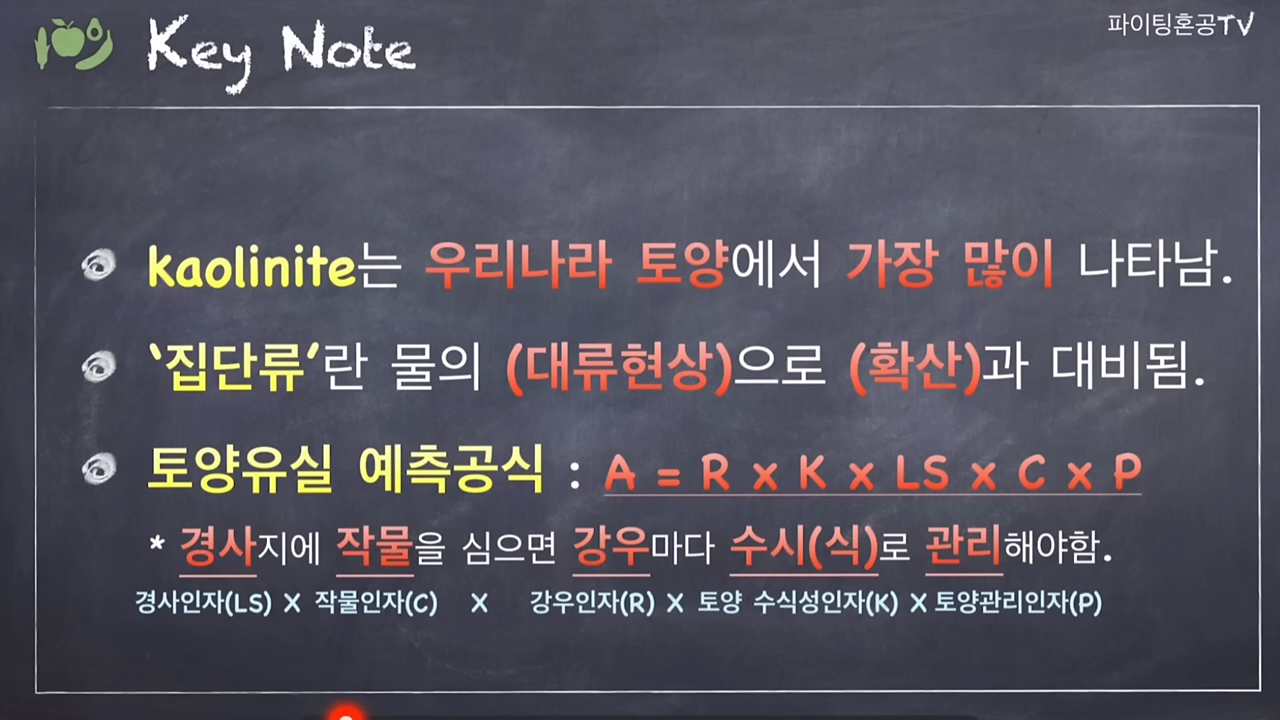 Key Note
파이팅혼공TV
kaolinite는 우리나라 토양에서 가장 많이 나타남.
‘집단류’란 물의 (대류현상)으로 (확산)과 대비됨.
토양유실 예측공식 : A = R x K x LS x C x P
* 경사지에 작물을 심으면 강우마다 수시(식)로 관리해야함.
경사인자(LS) X 작물인자(C) X 강우인자(R) X 토양 수식성인자(K) X 토양관리인자(P)